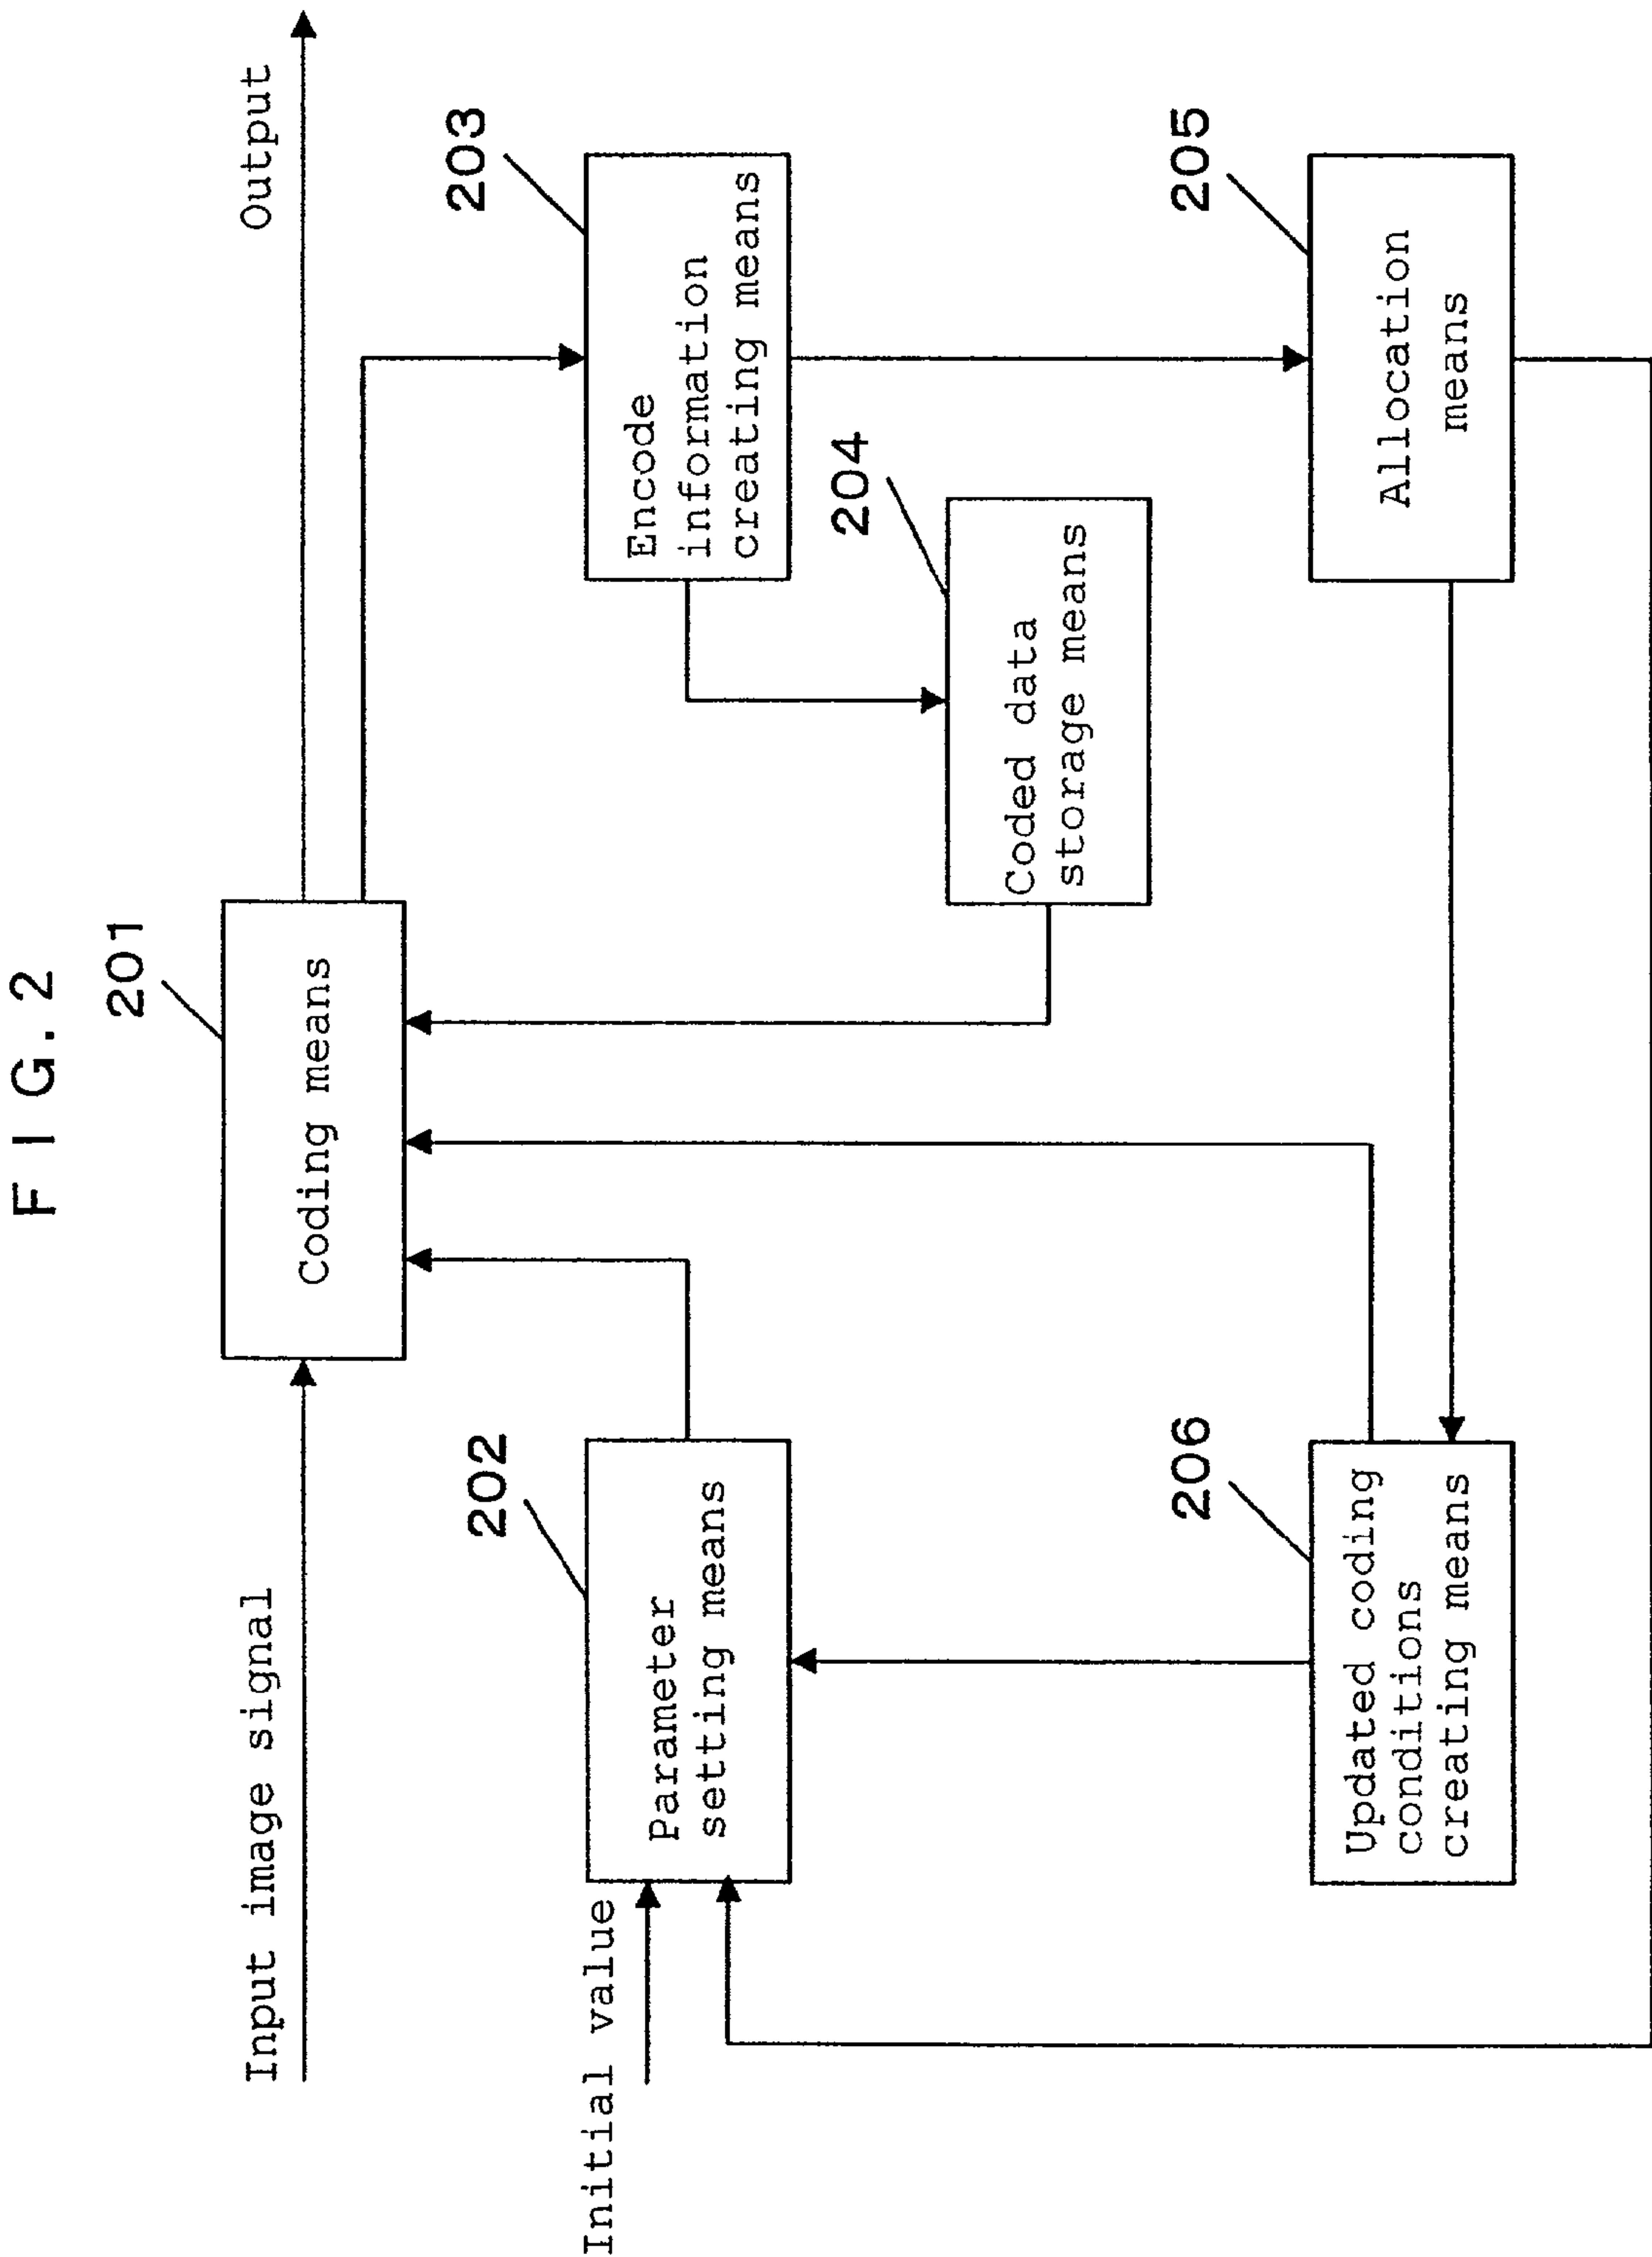 FIG.2
Input image signal
Output
201
Coding means
202
Parameter
setting means
Initial value
203
Encode
information
creating means
204
Coded data
storage means
205
Allocation
means
206
Updated coding
conditions
creating means